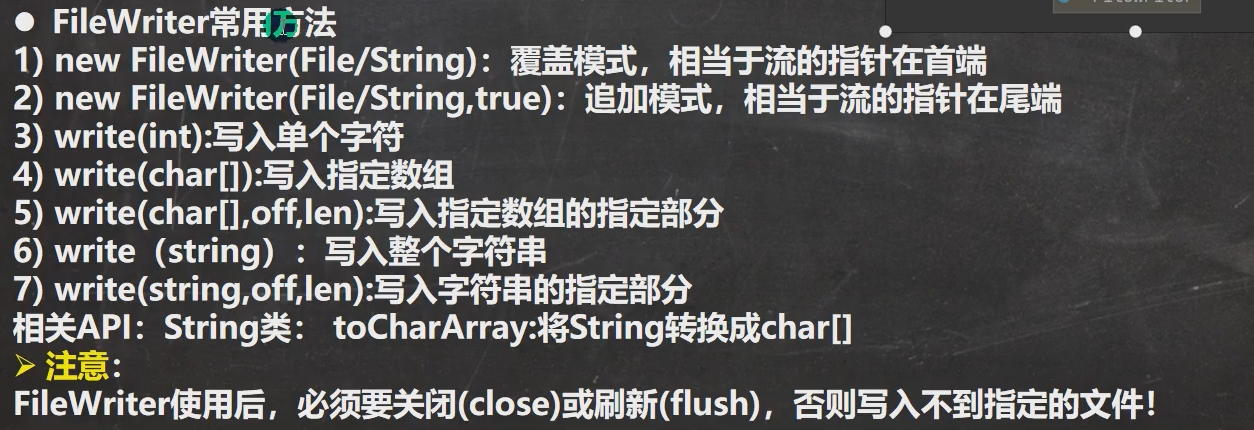 ● FileWriter常用方法
1) new FileWriter(File/String)：覆盖模式，相当于流的指针在首端
2) new FileWriter(File/String,true)：追加模式，相当于流的指针在尾端
3) write(int):写入单个字符
4) write(char[]):写入指定数组
5) write(char[],off,len):写入指定数组的指定部分
6) write（string）：写入整个字符串
7) write(string,off,len):写入字符串的指定部分
相关API：String类： toCharArray:将String转换成char[]
➢ 注意：
FileWriter使用后，必须要关闭(close)或刷新(flush)，否则写入不到指定的文件！